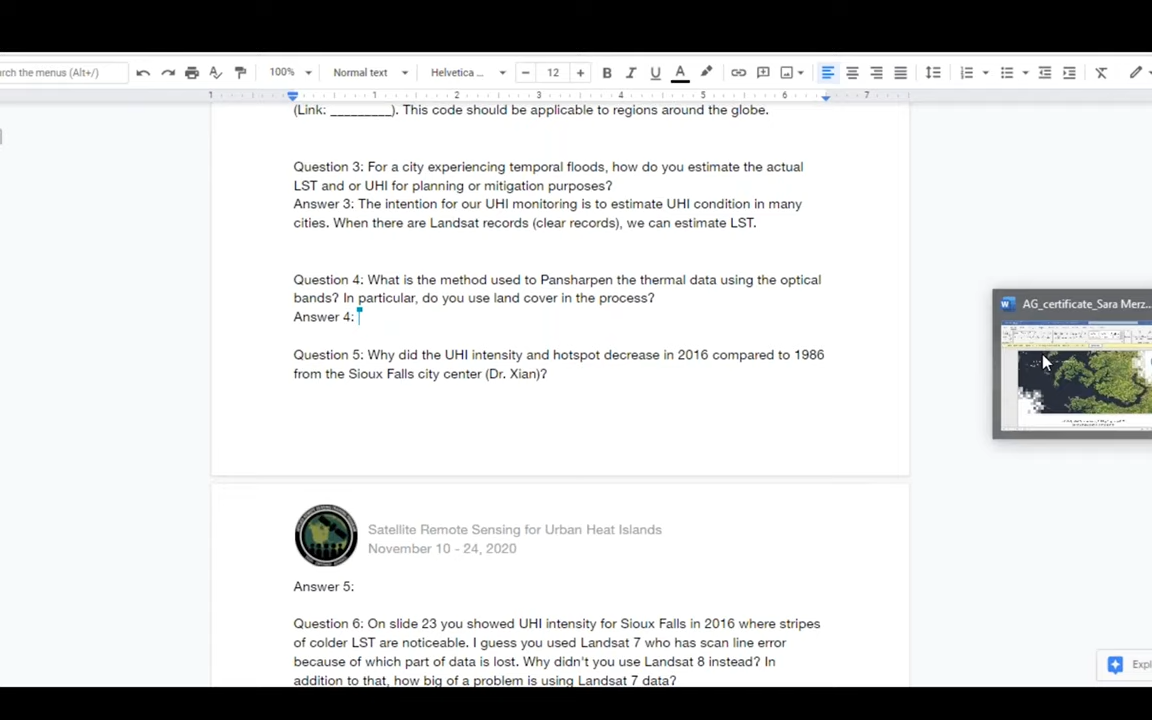 rch the menus (Alt+/)
100%
Normal text
Helvetica ...
12
1 1 2 3 4 5 6 7
(Link: _________). This code should be applicable to regions around the globe.
Question 3: For a city experiencing temporal floods, how do you estimate the actual
LST and or UHI for planning or mitigation purposes?
Answer 3: The intention for our UHI monitoring is to estimate UHI condition in many
cities. When there are Landsat records (clear records), we can estimate LST.
Question 4: What is the method used to Pansharpen the thermal data using the optical
bands? In particular, do you use land cover in the process?
Answer 4:
AG_certificate_Sara Merz...
Question 5: Why did the UHI intensity and hotspot decrease in 2016 compared to 1986
from the Sioux Falls city center (Dr. Xian)?
Satellite Remote Sensing for Urban Heat Islands
November 10 - 24, 2020
Answer 5:
Question 6: On slide 23 you showed UHI intensity for Sioux Falls in 2016 where stripes
of colder LST are noticeable. I guess you used Landsat 7 who has scan line error
because of which part of data is lost. Why didn't you use Landsat 8 instead? In
addition to that, how big of a problem is using Landsat 7 data?
Expl